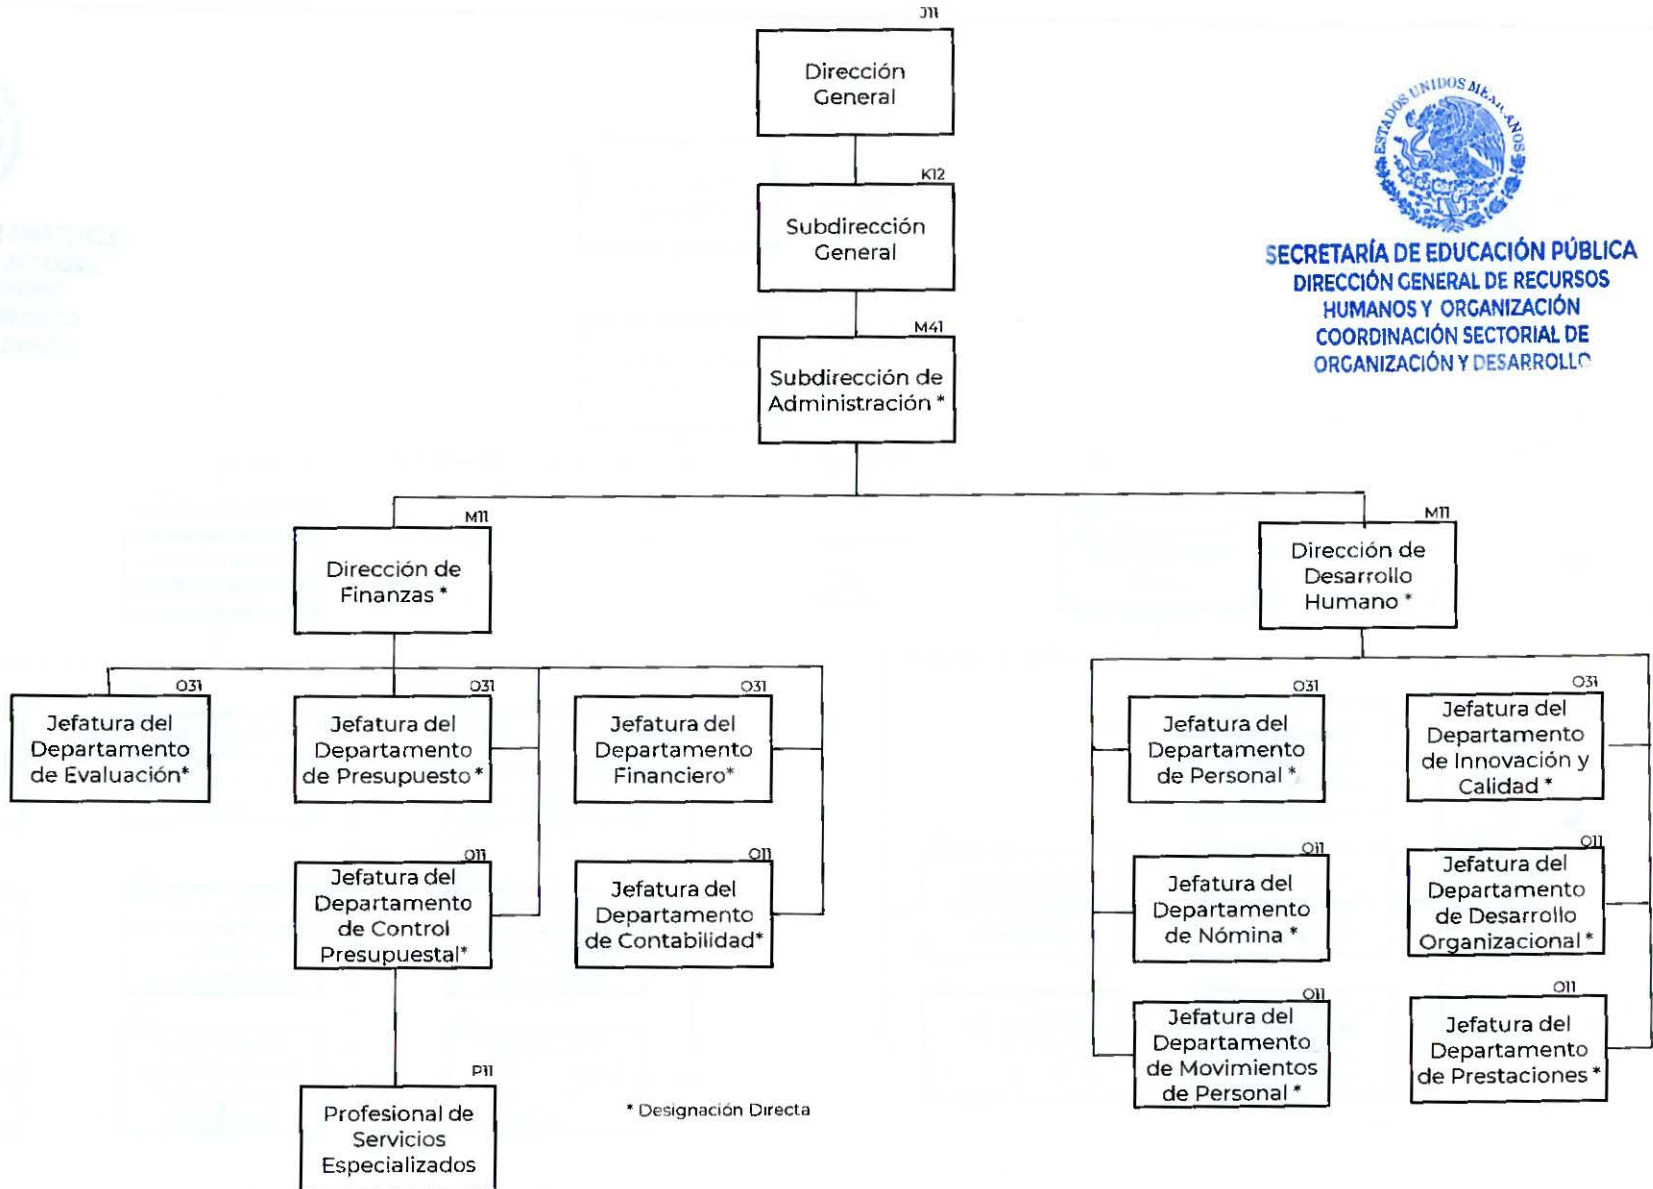 J11
Dirección
General
K12
Subdirección
General
M41
Subdirección de
Administración *
ESTADOS UNIDOS MEXICANOS
SECRETARÍA DE EDUCACIÓN PÚBLICA
DIRECCIÓN GENERAL DE RECURSOS
HUMANOS Y ORGANIZACIÓN
COORDINACIÓN SECTORIAL DE
ORGANIZACIÓN Y DESARROLLO
M11
Dirección de
Finanzas *
M11
Dirección de
Desarrollo
Humano *
O31
Jefatura del
Departamento
de Evaluación*
O31
Jefatura del
Departamento
de Presupuesto*
O31
Jefatura del
Departamento
Financiero*
O31
Jefatura del
Departamento
de Personal *
O31
Jefatura del
Departamento
de Innovación y
Calidad *
O11
Jefatura del
Departamento
de Control
Presupuestal*
O11
Jefatura del
Departamento
de Contabilidad*
O11
Jefatura del
Departamento
de Nómina *
O11
Jefatura del
Departamento
de Desarrollo
Organizacional *
O11
Jefatura del
Departamento
de Movimientos
de Personal *
O11
Jefatura del
Departamento
de Prestaciones *
P11
Profesional de
Servicios
Especializados
* Designación Directa